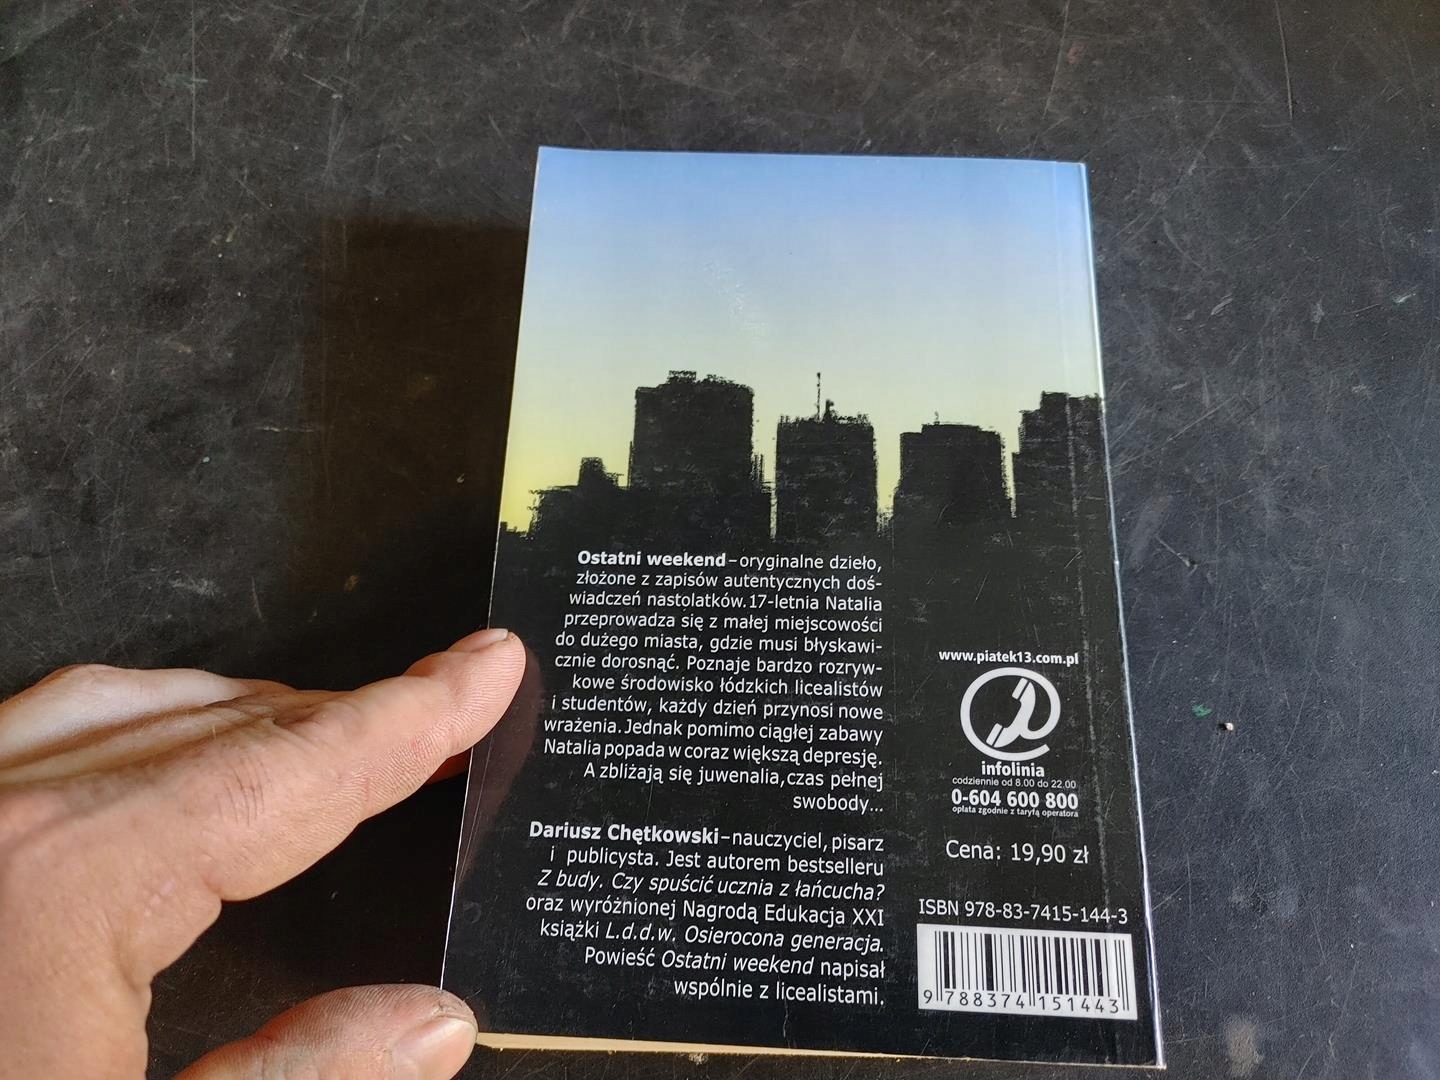 Ostatni weekend – oryginalne dzieło,
złożone z zapisów autentycznych doś-
wiadczeń nastolatków. 17-letnia Natalia
przeprowadza się z małej miejscowości
do dużego miasta, gdzie musi błyskawi-
cznie dorosnąć. Poznaje bardzo rozryw-
kowe środowisko łódzkich licealistów
i studentów, każdy dzień przynosi nowe
wrażenia. Jednak pomimo ciągłej zabawy
Natalia popada w coraz większą depresję.
A zbliżają się juwenalia, czas pełnej
swobody...
Dariusz Chętkowski – nauczyciel, pisarz
i publicysta. Jest autorem bestselleru
Z budy. Czy spuścić ucznia z łańcucha?
oraz wyróżnionej Nagrodą Edukacja XXI
książki L.d.d.w. Osierocona generacja.
Powieść Ostatni weekend napisał
wspólnie z licealistami.
www.piatek13.com.pl
infolinia
codziennie od 8.00 do 22.00
0-604 600 800
opłata zgodnie z taryfą operatora
Cena: 19,90 zł
ISBN 978-83-7415-144-3
9 788374 151443